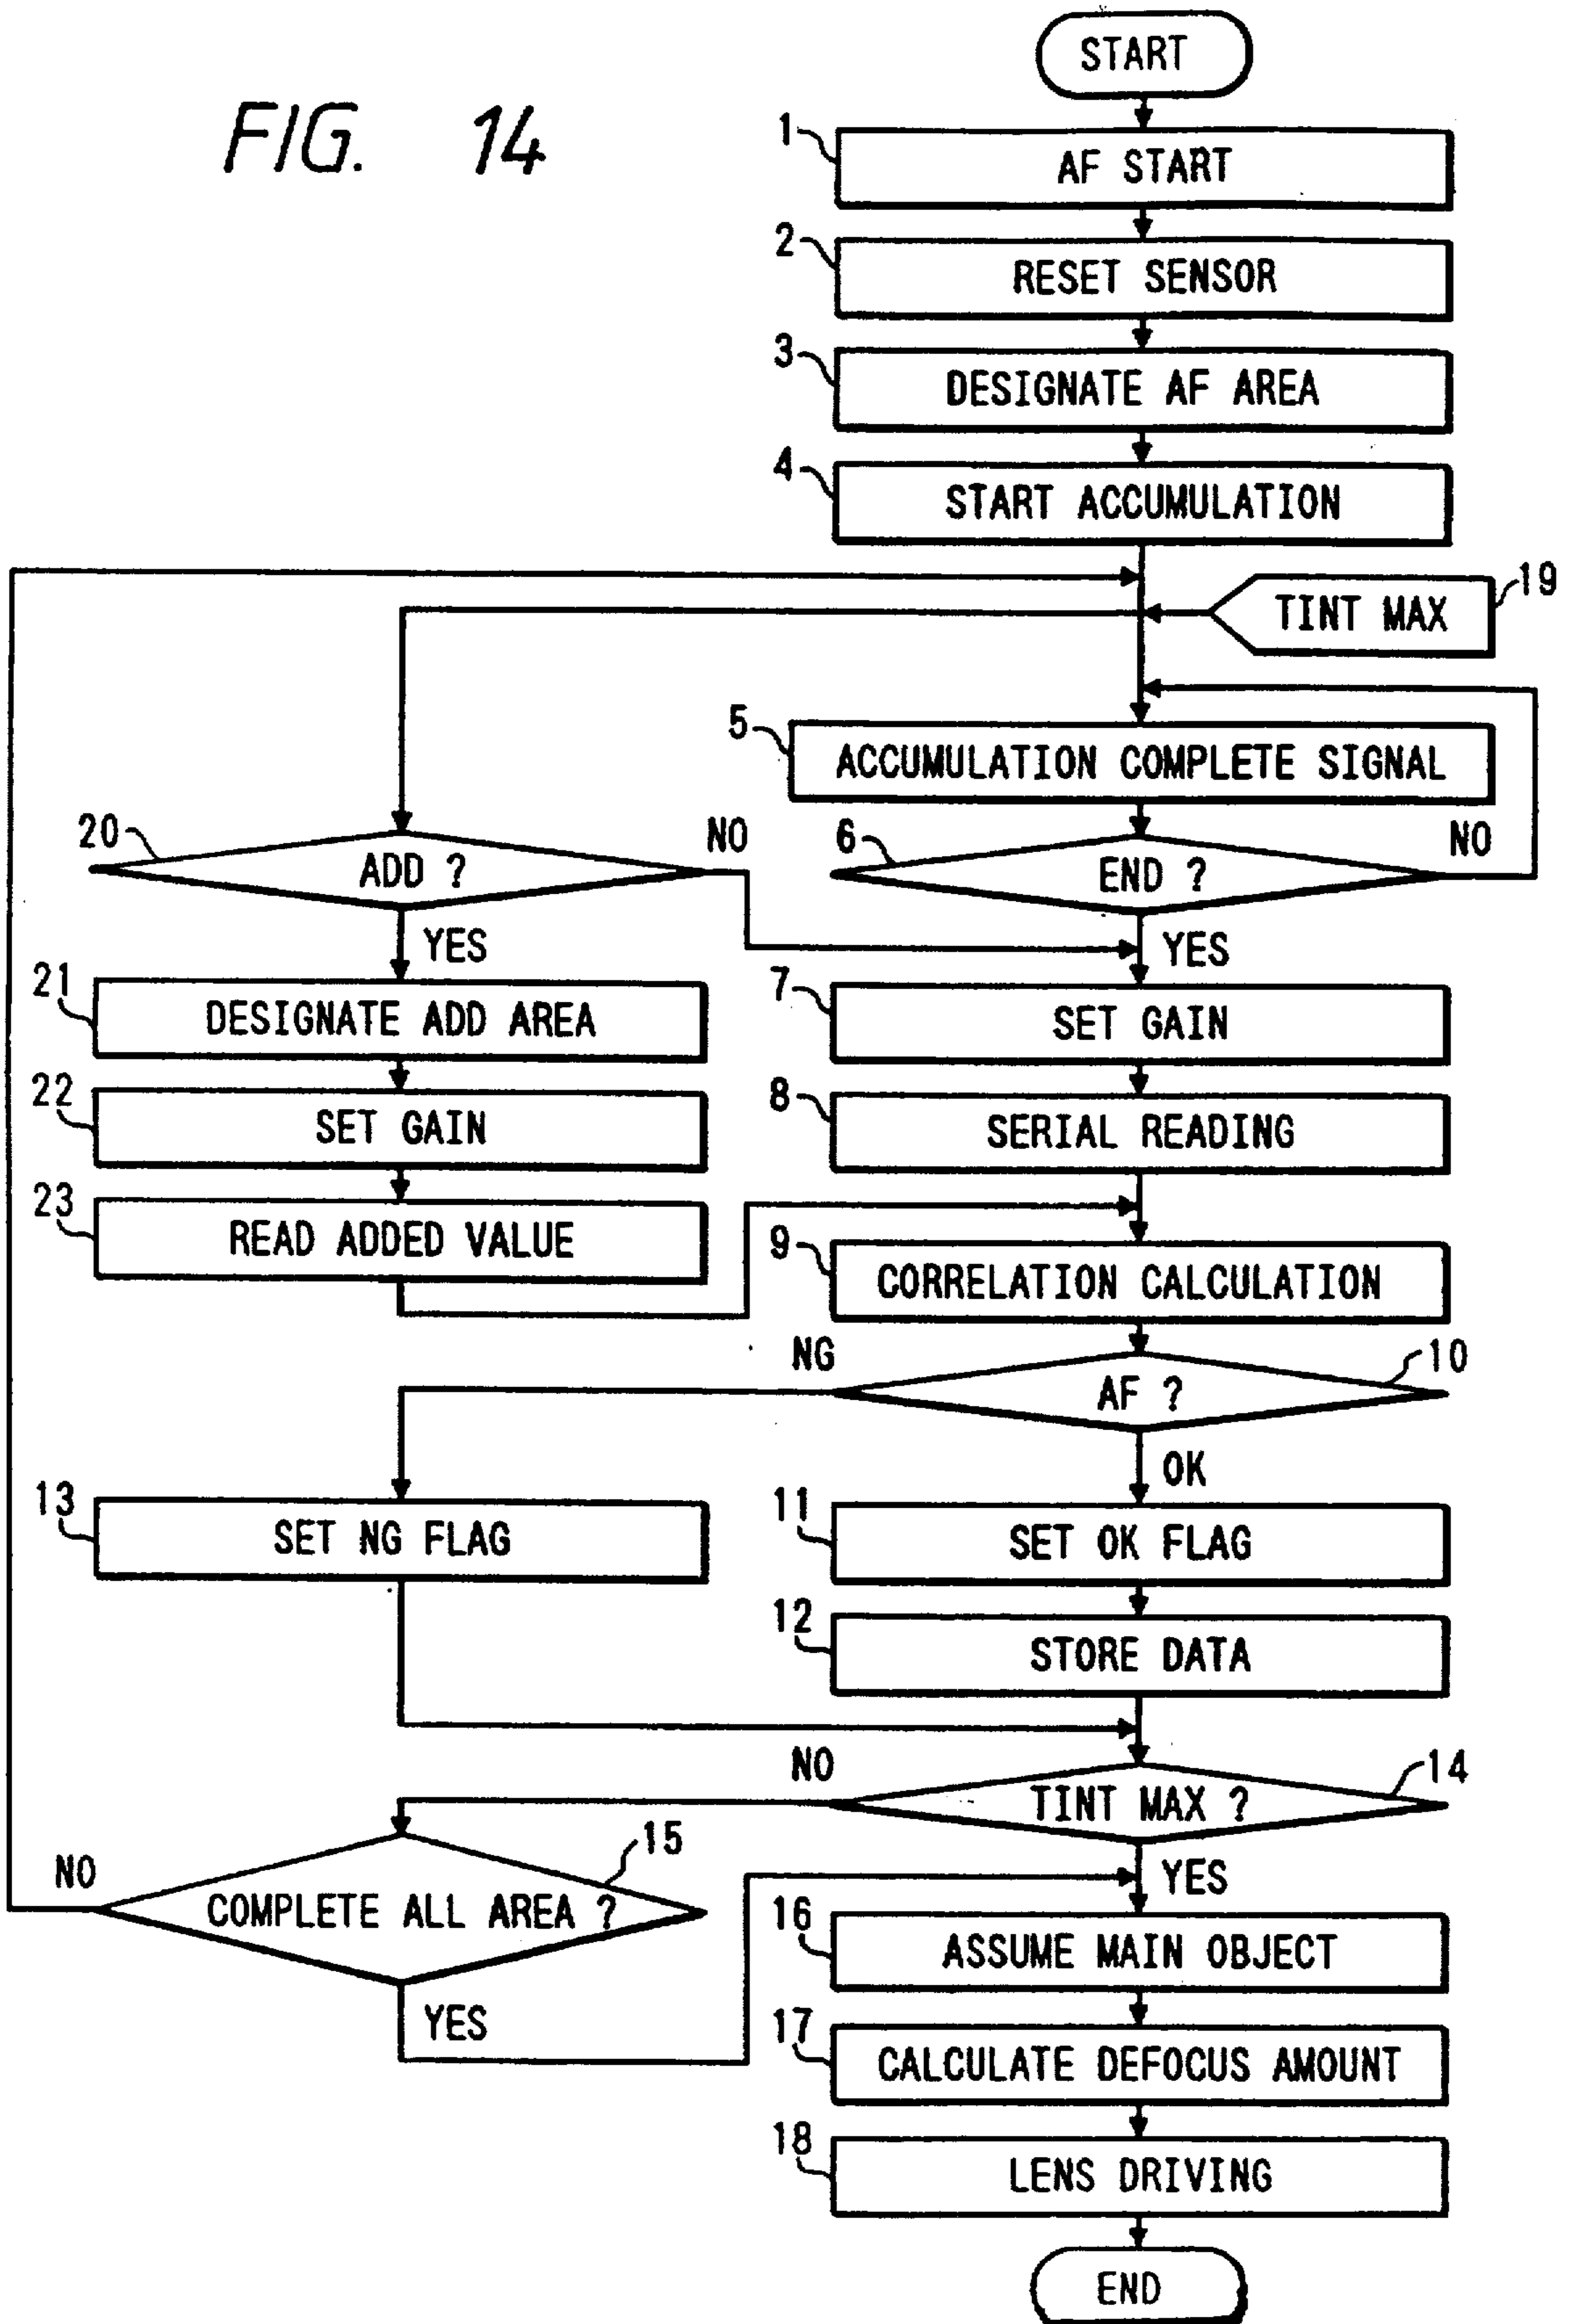 FIG. 14
START
1
AF START
2
RESET SENSOR
3
DESIGNATE AF AREA
4
START ACCUMULATION
19
TINT MAX
5
ACCUMULATION COMPLETE SIGNAL
20
ADD ?
NO
6
END ?
NO
YES
YES
21
DESIGNATE ADD AREA
7
SET GAIN
22
SET GAIN
8
SERIAL READING
23
READ ADDED VALUE
9
CORRELATION CALCULATION
NG
10
AF ?
OK
13
SET NG FLAG
11
SET OK FLAG
12
STORE DATA
NO
14
TINT MAX ?
YES
NO
15
COMPLETE ALL AREA ?
YES
16
ASSUME MAIN OBJECT
17
CALCULATE DEFOCUS AMOUNT
18
LENS DRIVING
END